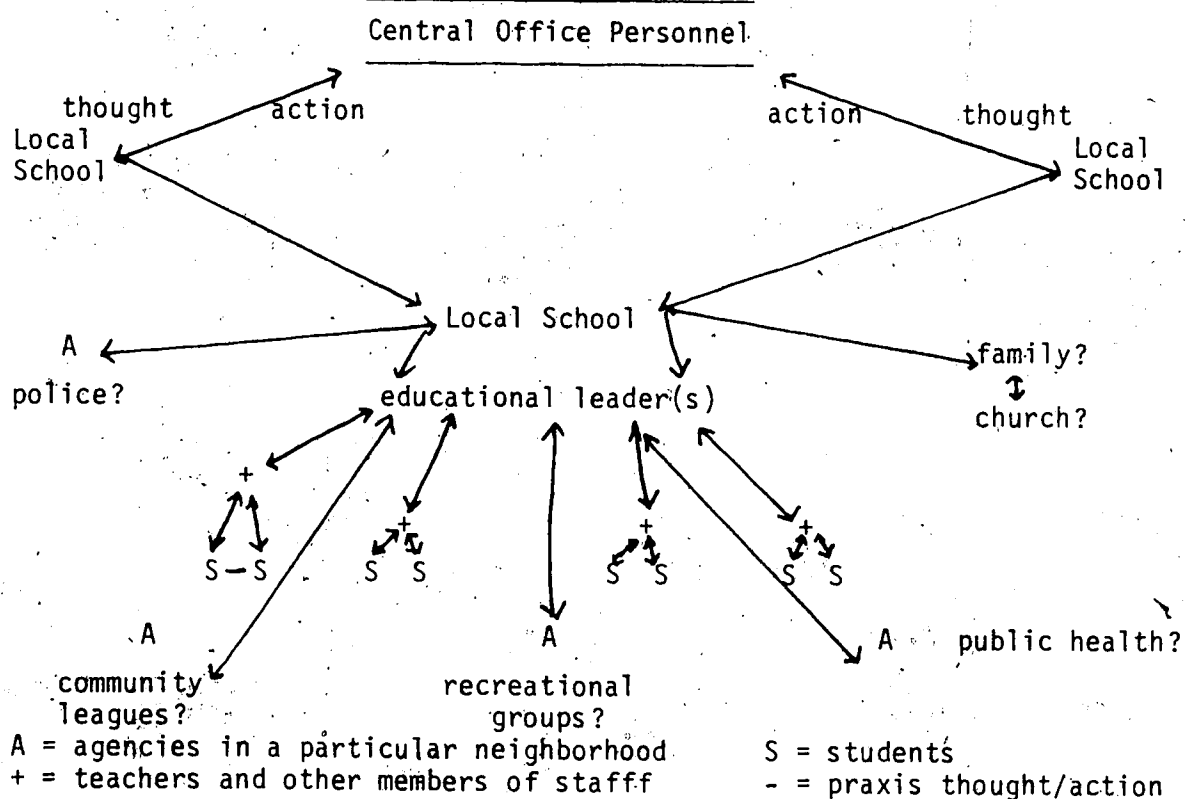 Central Office Personnel
thought action action thought
Local School Local School
Local School
A family?
police? educational leader(s) church?
+
+ + +
S - S S S S S S S
A A A public health?
community leagues? recreational groups?
A = agencies in a particular neighborhood S = students
+ = teachers and other members of stafff - = praxis thought/action